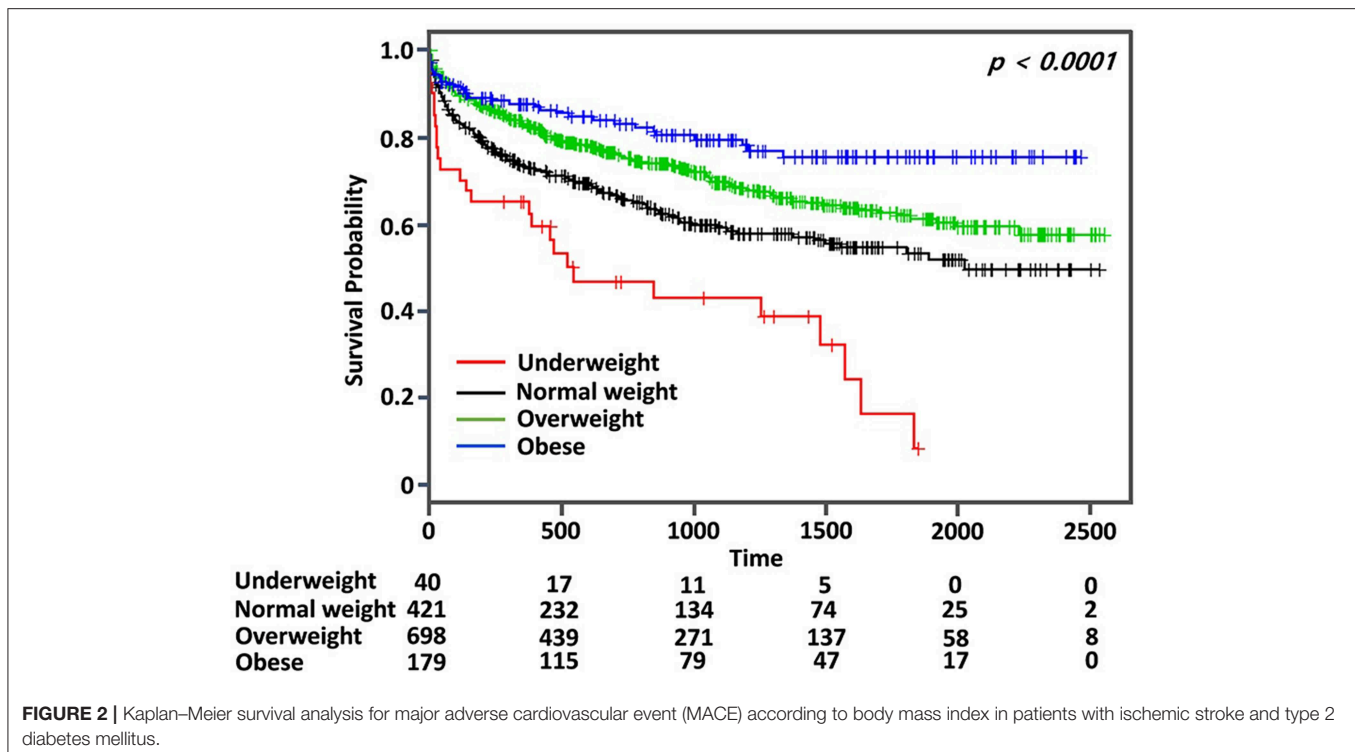 p < 0.0001
1.0
0.8
0.6
0.4
0.2
0
Survival Probability
Underweight
Normal weight
Overweight
Obese
0 500 1000 1500 2000 2500
Time
Underweight 40 17 11 5 0 0
Normal weight 421 232 134 74 25 2
Overweight 698 439 271 137 58 8
Obese 179 115 79 47 17 0
FIGURE 2 | Kaplan–Meier survival analysis for major adverse cardiovascular event (MACE) according to body mass index in patients with ischemic stroke and type 2
diabetes mellitus.